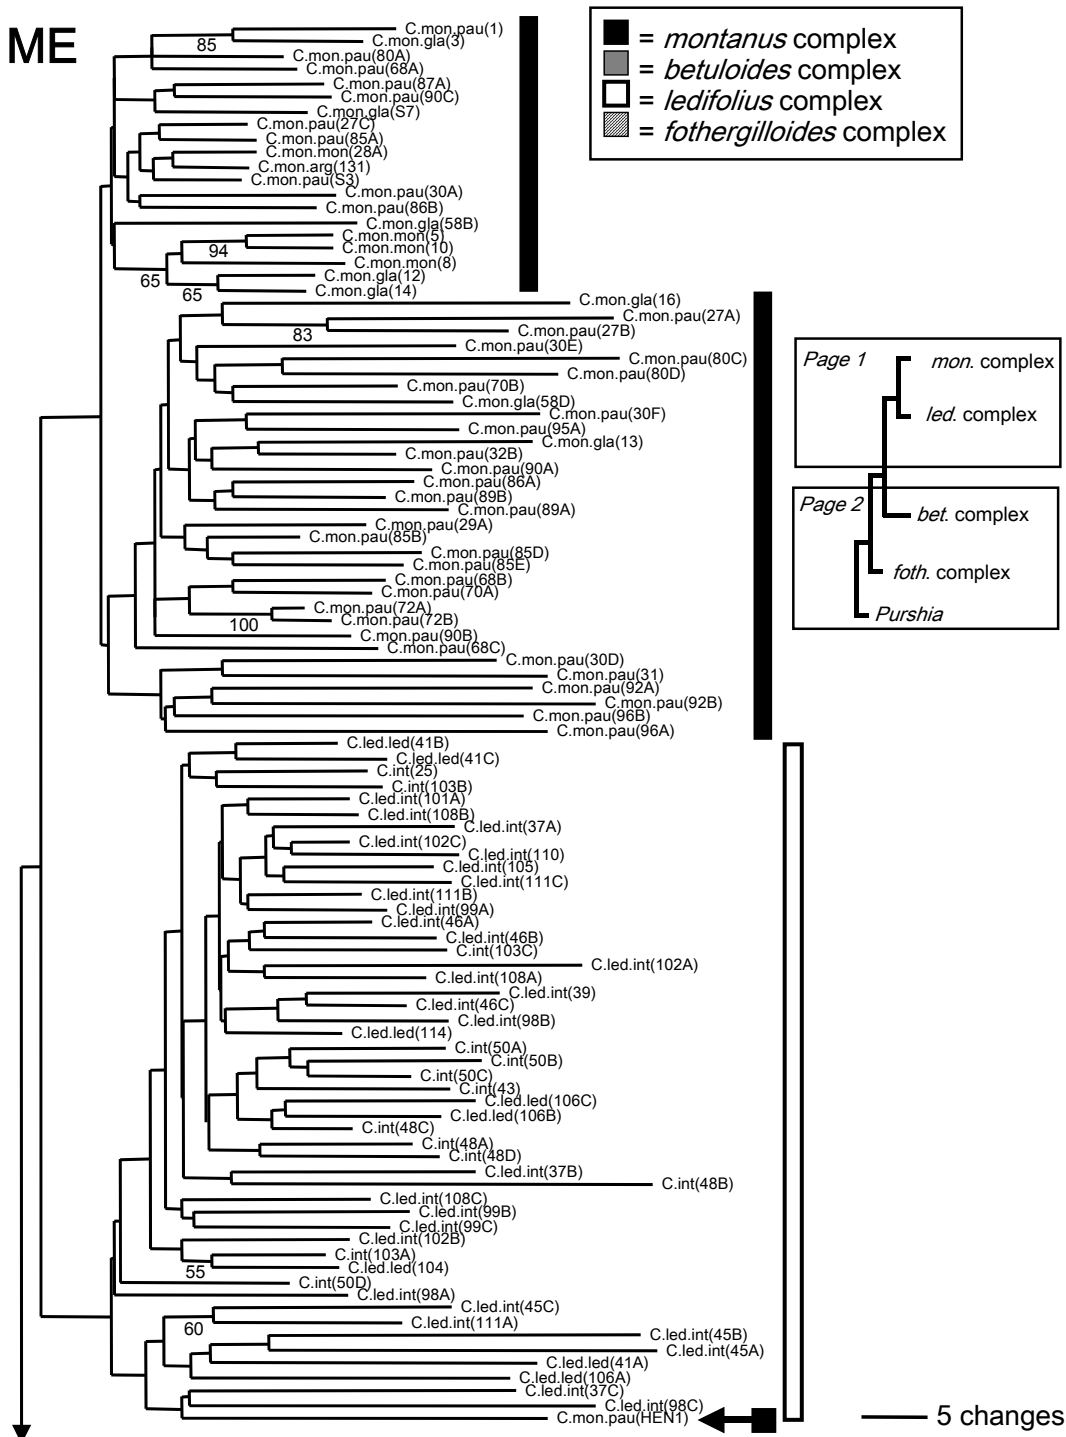 ME
= montanus complex
= betuloides complex
= ledifolius complex
= fothergilloides complex
C.mon.pau(1)
85
C.mon.gla(3)
C.mon.pau(80A)
C.mon.pau(68A)
C.mon.pau(87A)
C.mon.pau(90C)
C.mon.gla(S7)
C.mon.pau(27C)
C.mon.pau(85A)
C.mon.mon(28A)
C.mon.arg(131)
C.mon.pau(S3)
C.mon.pau(30A)
C.mon.pau(86B)
C.mon.gla(58B)
C.mon.mon(5)
94
C.mon.mon(10)
C.mon.mon(8)
65
C.mon.gla(12)
65
C.mon.gla(14)
C.mon.gla(16)
C.mon.pau(27A)
83
C.mon.pau(27B)
C.mon.pau(30E)
C.mon.pau(80C)
C.mon.pau(80D)
C.mon.pau(70B)
C.mon.gla(58D)
C.mon.pau(30F)
C.mon.pau(95A)
C.mon.gla(13)
C.mon.pau(32B)
C.mon.pau(90A)
C.mon.pau(86A)
C.mon.pau(89B)
C.mon.pau(89A)
C.mon.pau(29A)
C.mon.pau(85B)
C.mon.pau(85D)
C.mon.pau(85E)
C.mon.pau(68B)
C.mon.pau(70A)
C.mon.pau(72A)
100
C.mon.pau(72B)
C.mon.pau(90B)
C.mon.pau(68C)
C.mon.pau(30D)
C.mon.pau(31)
C.mon.pau(92A)
C.mon.pau(92B)
C.mon.pau(96B)
C.mon.pau(96A)
Page 1
mon. complex
led. complex
Page 2
bet. complex
foth. complex
Purshia
C.led.led(41B)
C.led.led(41C)
C.int(25)
C.int(103B)
C.led.int(101A)
C.led.int(108B)
C.led.int(37A)
C.led.int(102C)
C.led.int(110)
C.led.int(105)
C.led.int(111C)
C.led.int(111B)
C.led.int(99A)
C.led.int(46A)
C.led.int(46B)
C.int(103C)
C.led.int(102A)
C.led.int(108A)
C.led.int(39)
C.led.int(46C)
C.led.int(98B)
C.led.led(114)
C.int(50A)
C.int(50B)
C.int(50C)
C.int(43)
C.led.led(106C)
C.led.led(106B)
C.int(48C)
C.int(48A)
C.int(48D)
C.led.int(37B)
C.int(48B)
C.led.int(108C)
C.led.int(99B)
C.led.int(99C)
C.led.int(102B)
C.int(103A)
55
C.led.led(104)
C.int(50D)
C.led.int(98A)
C.led.int(45C)
60
C.led.int(111A)
C.led.int(45B)
C.led.int(45A)
C.led.led(41A)
C.led.led(106A)
C.led.int(37C)
C.led.int(98C)
C.mon.pau(HEN1)
5 changes